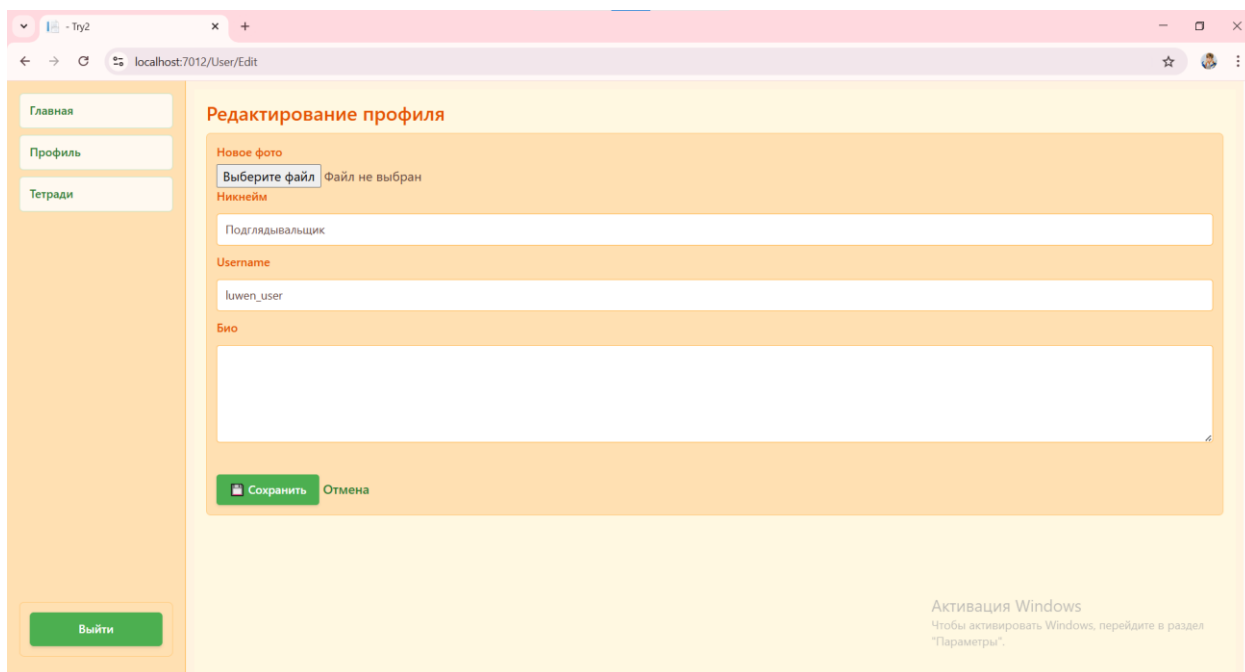 - Try2
localhost:7012/User/Edit
Главная
Профиль
Тетради
Выйти
Редактирование профиля
Новое фото
Выберите файл Файл не выбран
Никнейм
Подглядывальщик
Username
luwen_user
Био
Сохранить Отмена
Активация Windows
Чтобы активировать Windows, перейдите в раздел
"Параметры".